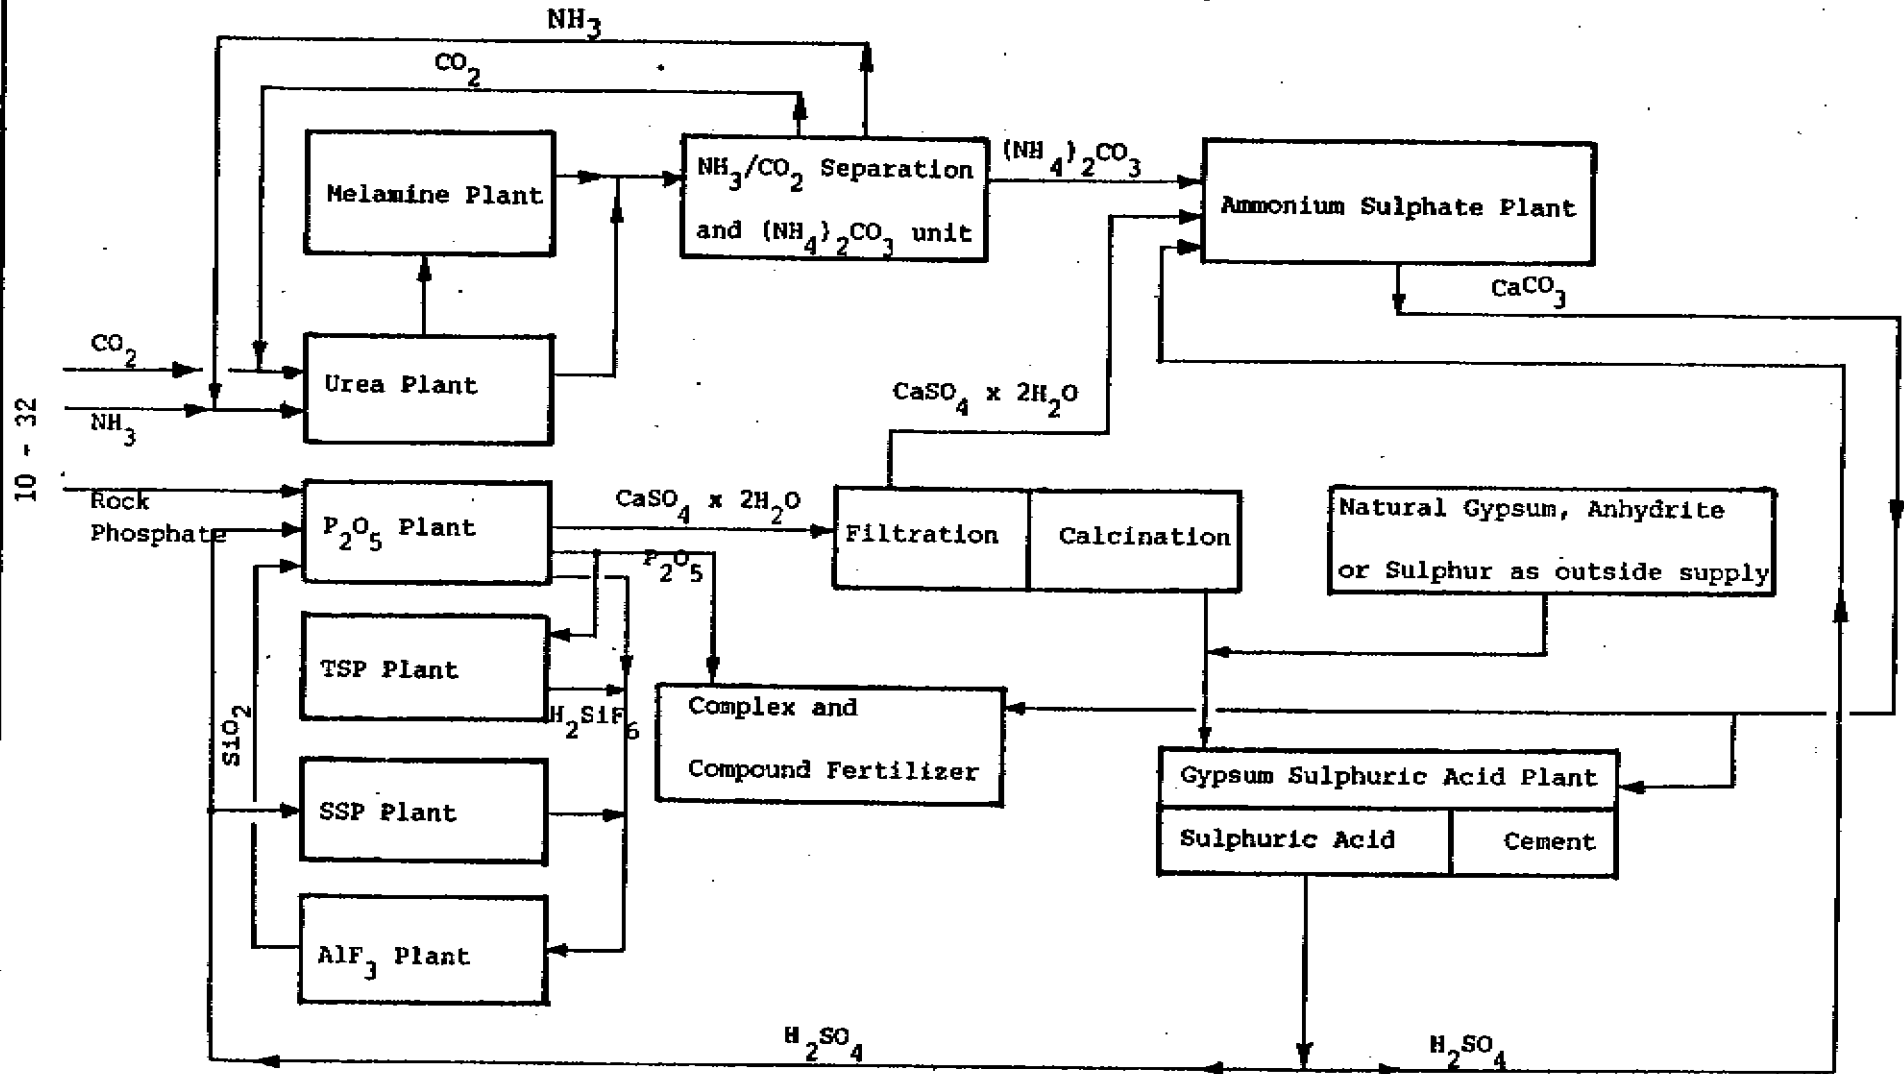 NH3
CO2
Melamine Plant
NH3/CO2 Separation
and (NH4)2CO3 unit
(NH4)2CO3
Ammonium Sulphate Plant
CaCO3
CO2
Urea Plant
NH3
CaSO4 x 2H2O
10 - 32
Rock
Phosphate
P2O5 Plant
CaSO4 x 2H2O
Filtration
Calcination
Natural Gypsum, Anhydrite
or Sulphur as outside supply
P2O5
TSP Plant
H2SiF6
SiO2
Complex and
Compound Fertilizer
Gypsum Sulphuric Acid Plant
SSP Plant
Sulphuric Acid
Cement
AlF3 Plant
H2SO4
H2SO4